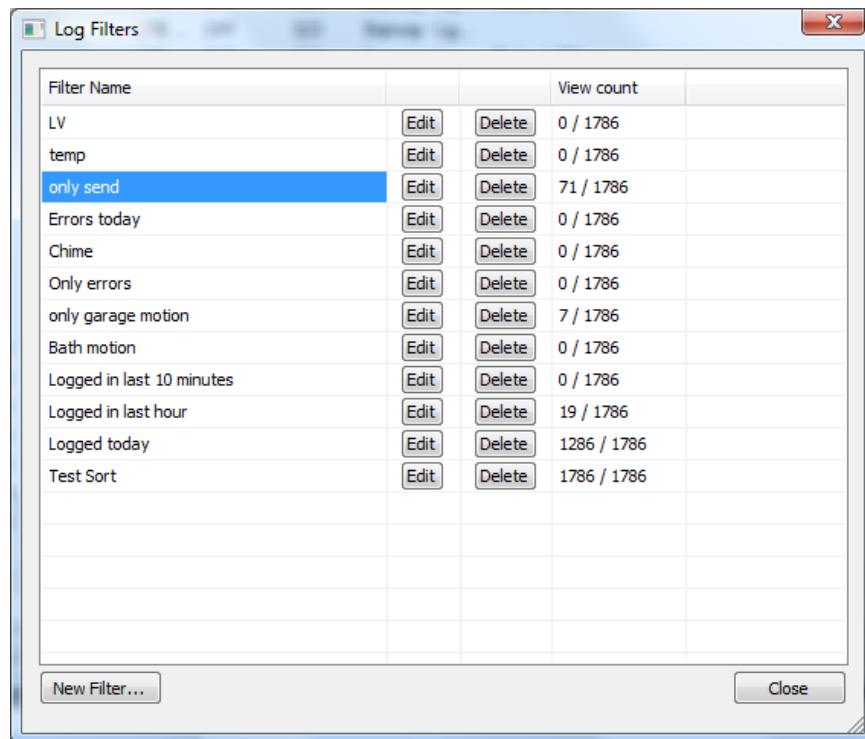 Log Filters
Filter Name View count
LV Edit Delete 0 / 1786
temp Edit Delete 0 / 1786
only send Edit Delete 71 / 1786
Errors today Edit Delete 0 / 1786
Chime Edit Delete 0 / 1786
Only errors Edit Delete 0 / 1786
only garage motion Edit Delete 7 / 1786
Bath motion Edit Delete 0 / 1786
Logged in last 10 minutes Edit Delete 0 / 1786
Logged in last hour Edit Delete 19 / 1786
Logged today Edit Delete 1286 / 1786
Test Sort Edit Delete 1786 / 1786
New Filter... Close